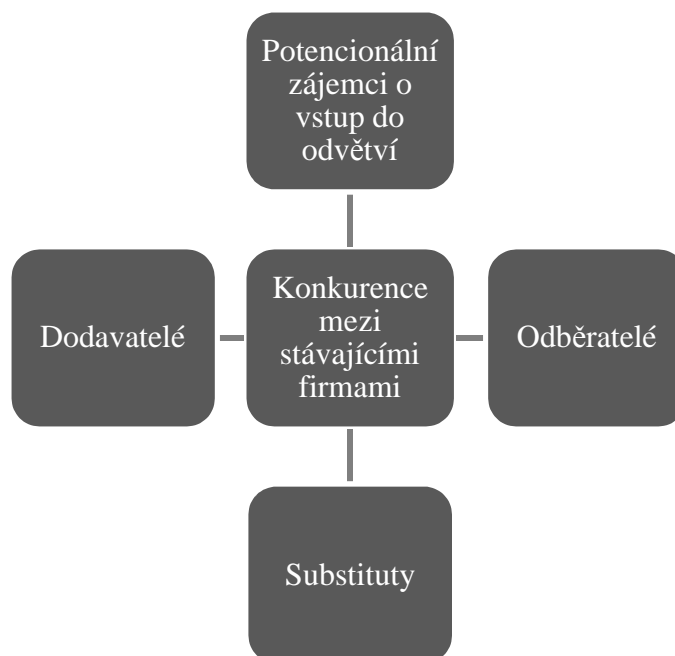 Potencionální
zájemci o
vstup do
odvětví
Dodavatelé
Konkurence
mezi
stávajícími
firmami
Odběratelé
Substituty